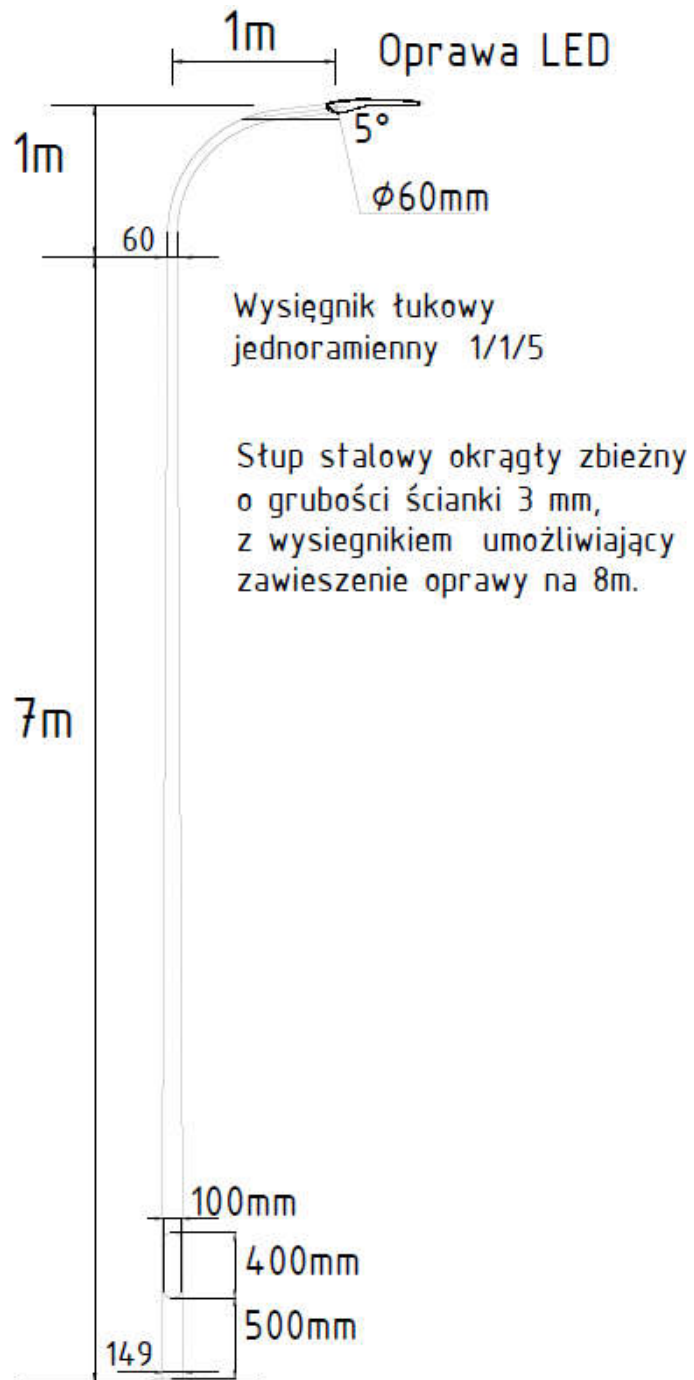 1m
Oprawa LED
1m
5°
ϕ60mm
60
Wysięgnik łukowy
jednoramienny 1/1/5
Słup stalowy okrągły zbieżny
o grubości ścianki 3 mm,
z wysiegnikiem umożliwiający
zawieszenie oprawy na 8m.
7m
100mm
400mm
500mm
149